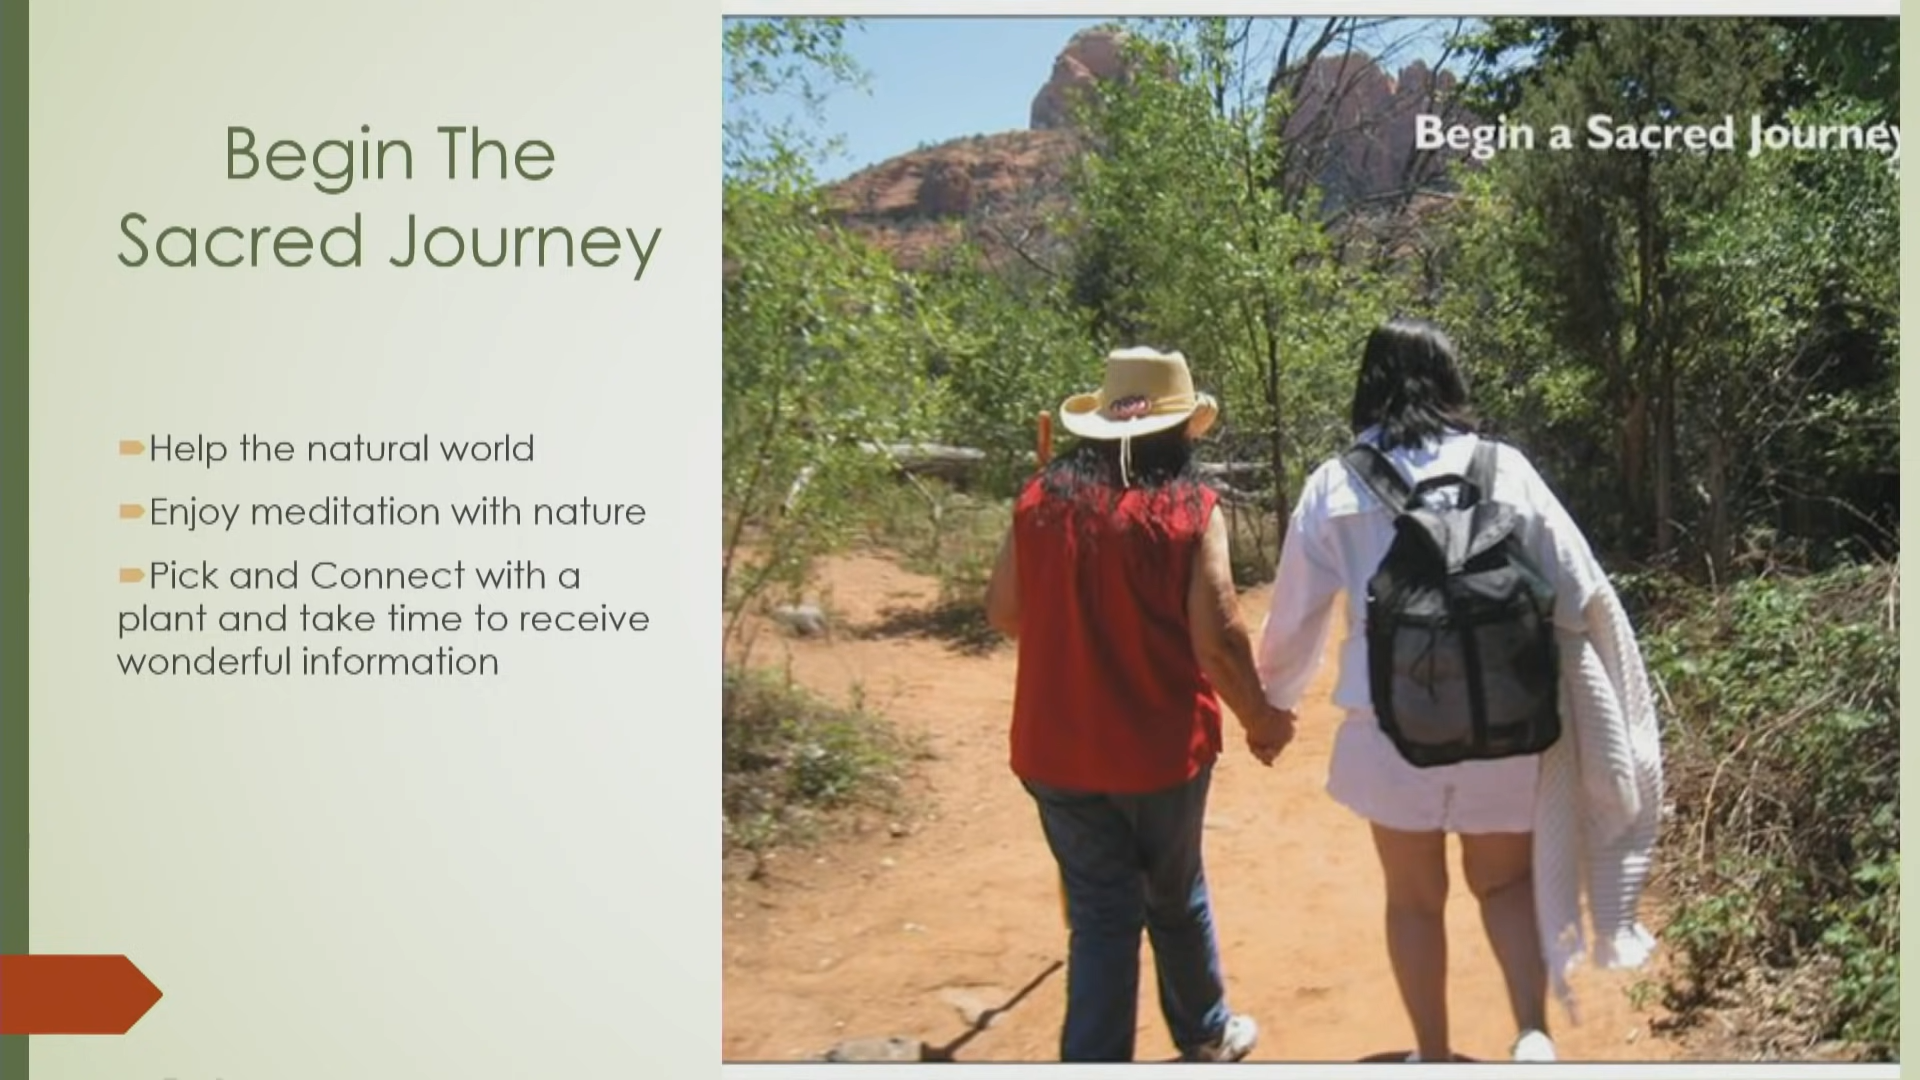 Begin The
Sacred Journey
Help the natural world
Enjoy meditation with nature
Pick and Connect with a
plant and take time to receive
wonderful information
Begin a Sacred Journey